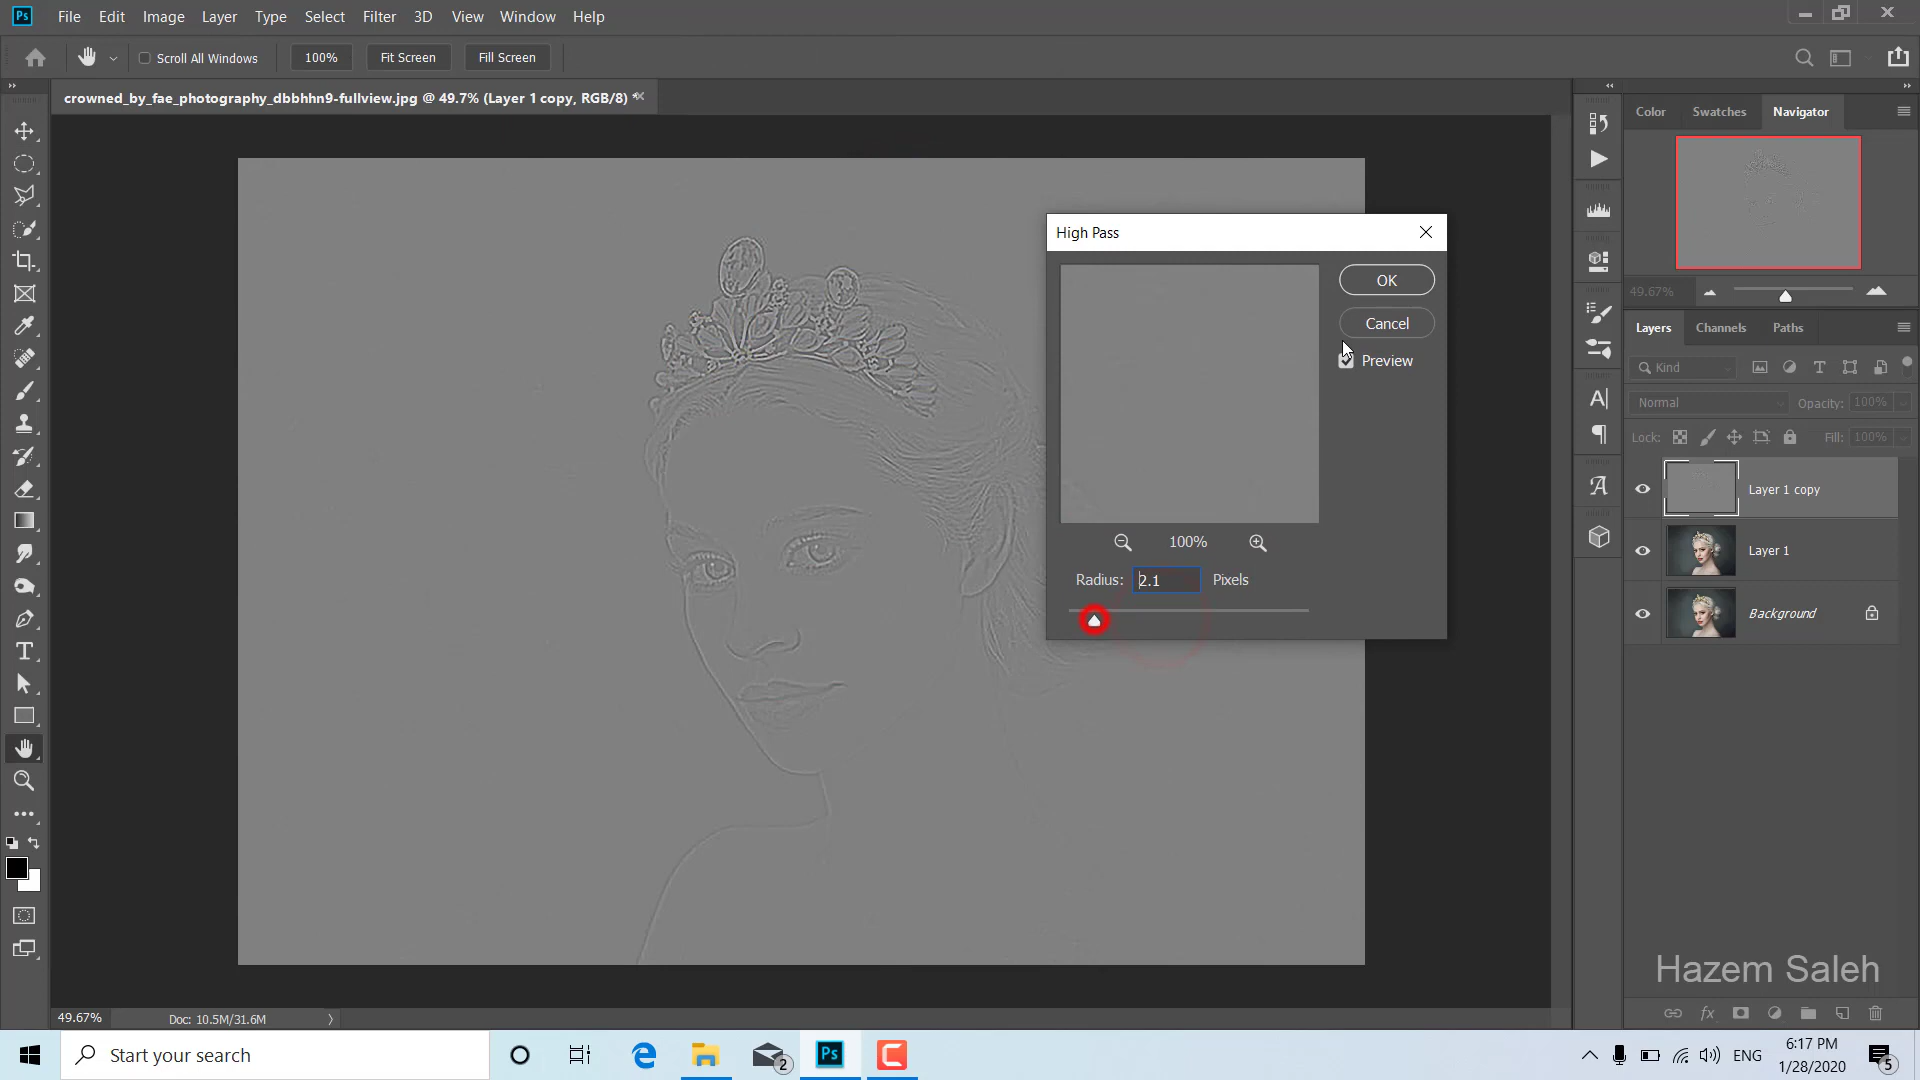 Ps File Edit Image Layer Type Select Filter 3D View Window Help
Scroll All Windows 100% Fit Screen Fill Screen
crowned_by_fae_photography_dbbhhn9-fullview.jpg @ 49.7% (Layer 1 copy, RGB/8) *
Color Swatches Navigator
High Pass
OK
Cancel
Preview
100%
Radius: 2.1 Pixels
49.67%
Layers Channels Paths
Kind
Normal Opacity: 100%
Lock: Fill: 100%
Layer 1 copy
Layer 1
Background
Hazem Saleh
49.67% Doc: 10.5M/31.6M
Start your search
2
Ps
ENG
6:17 PM
1/28/2020
5